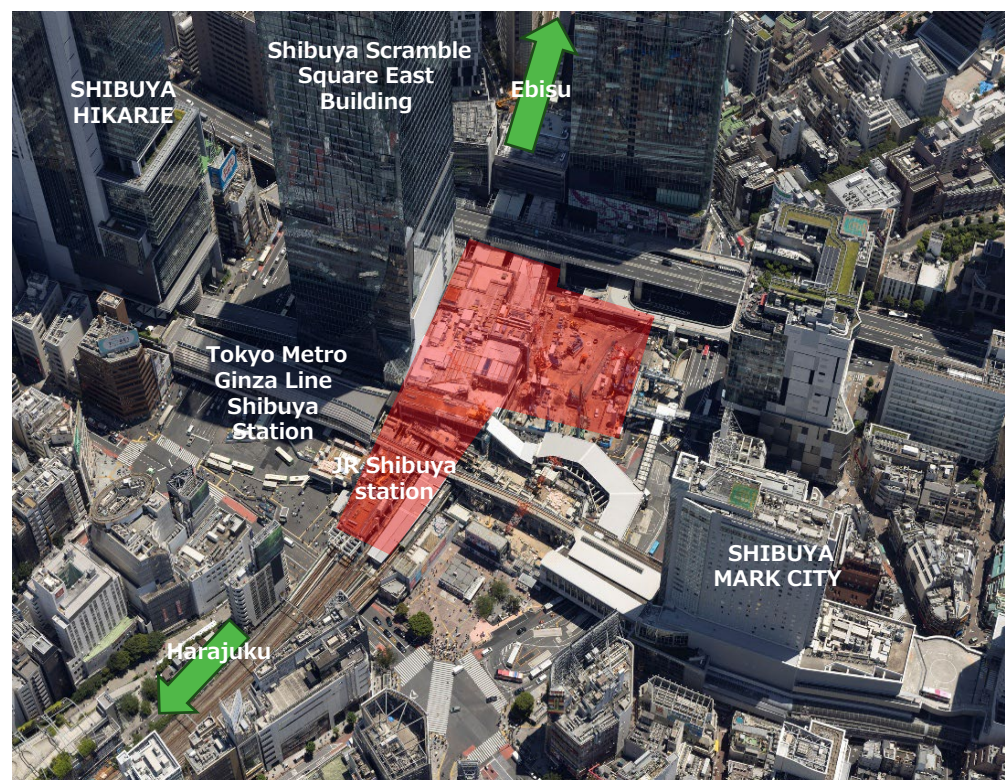 SHIBUYA
HIKARIE
Shibuya Scramble
Square East
Building
Ebisu
Tokyo Metro
Ginza Line
Shibuya
Station
JR Shibuya
station
SHIBUYA
MARK CITY
Harajuku